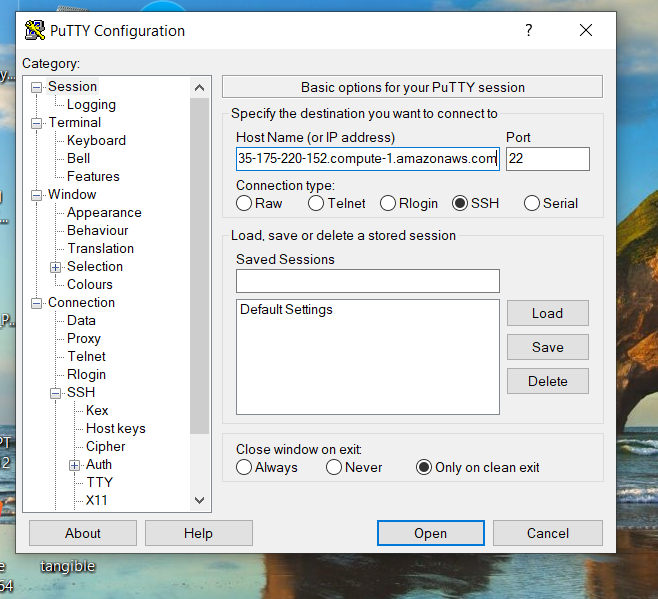 PuTTY Configuration
?
Category:
Session
Logging
Terminal
Keyboard
Bell
Features
Window
Appearance
Behaviour
Translation
Selection
Colours
Connection
Data
Proxy
Telnet
Rlogin
SSH
Kex
Host keys
Cipher
Auth
TTY
X11
Basic options for your PuTTY session
Specify the destination you want to connect to
Host Name (or IP address) Port
35-175-220-152.compute-1.amazonaws.com 22
Connection type:
Raw Telnet Rlogin SSH Serial
Load, save or delete a stored session
Saved Sessions
Default Settings
Load
Save
Delete
Close window on exit:
Always Never Only on clean exit
About Help Open Cancel
tangible